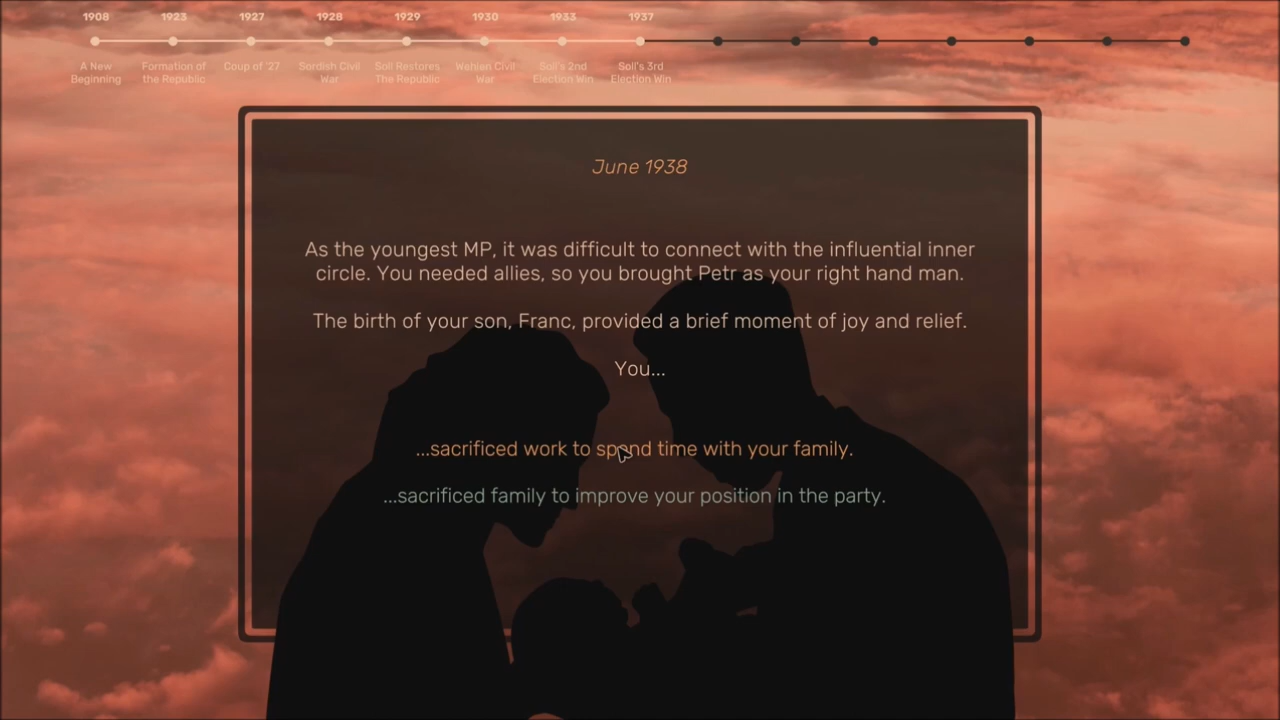 1908 1923 1927 1928 1929 1930 1933 1937
A New Formation of Coup of '27 Sordish Civil Soll Restores Wehlen Civil Soll's 2nd Soll's 3rd
Beginning the Republic War The Republic War Election Win Election Win
June 1938
As the youngest MP, it was difficult to connect with the influential inner
circle. You needed allies, so you brought Petr as your right hand man.
The birth of your son, Franc, provided a brief moment of joy and relief.
You...
...sacrificed work to spend time with your family.
...sacrificed family to improve your position in the party.